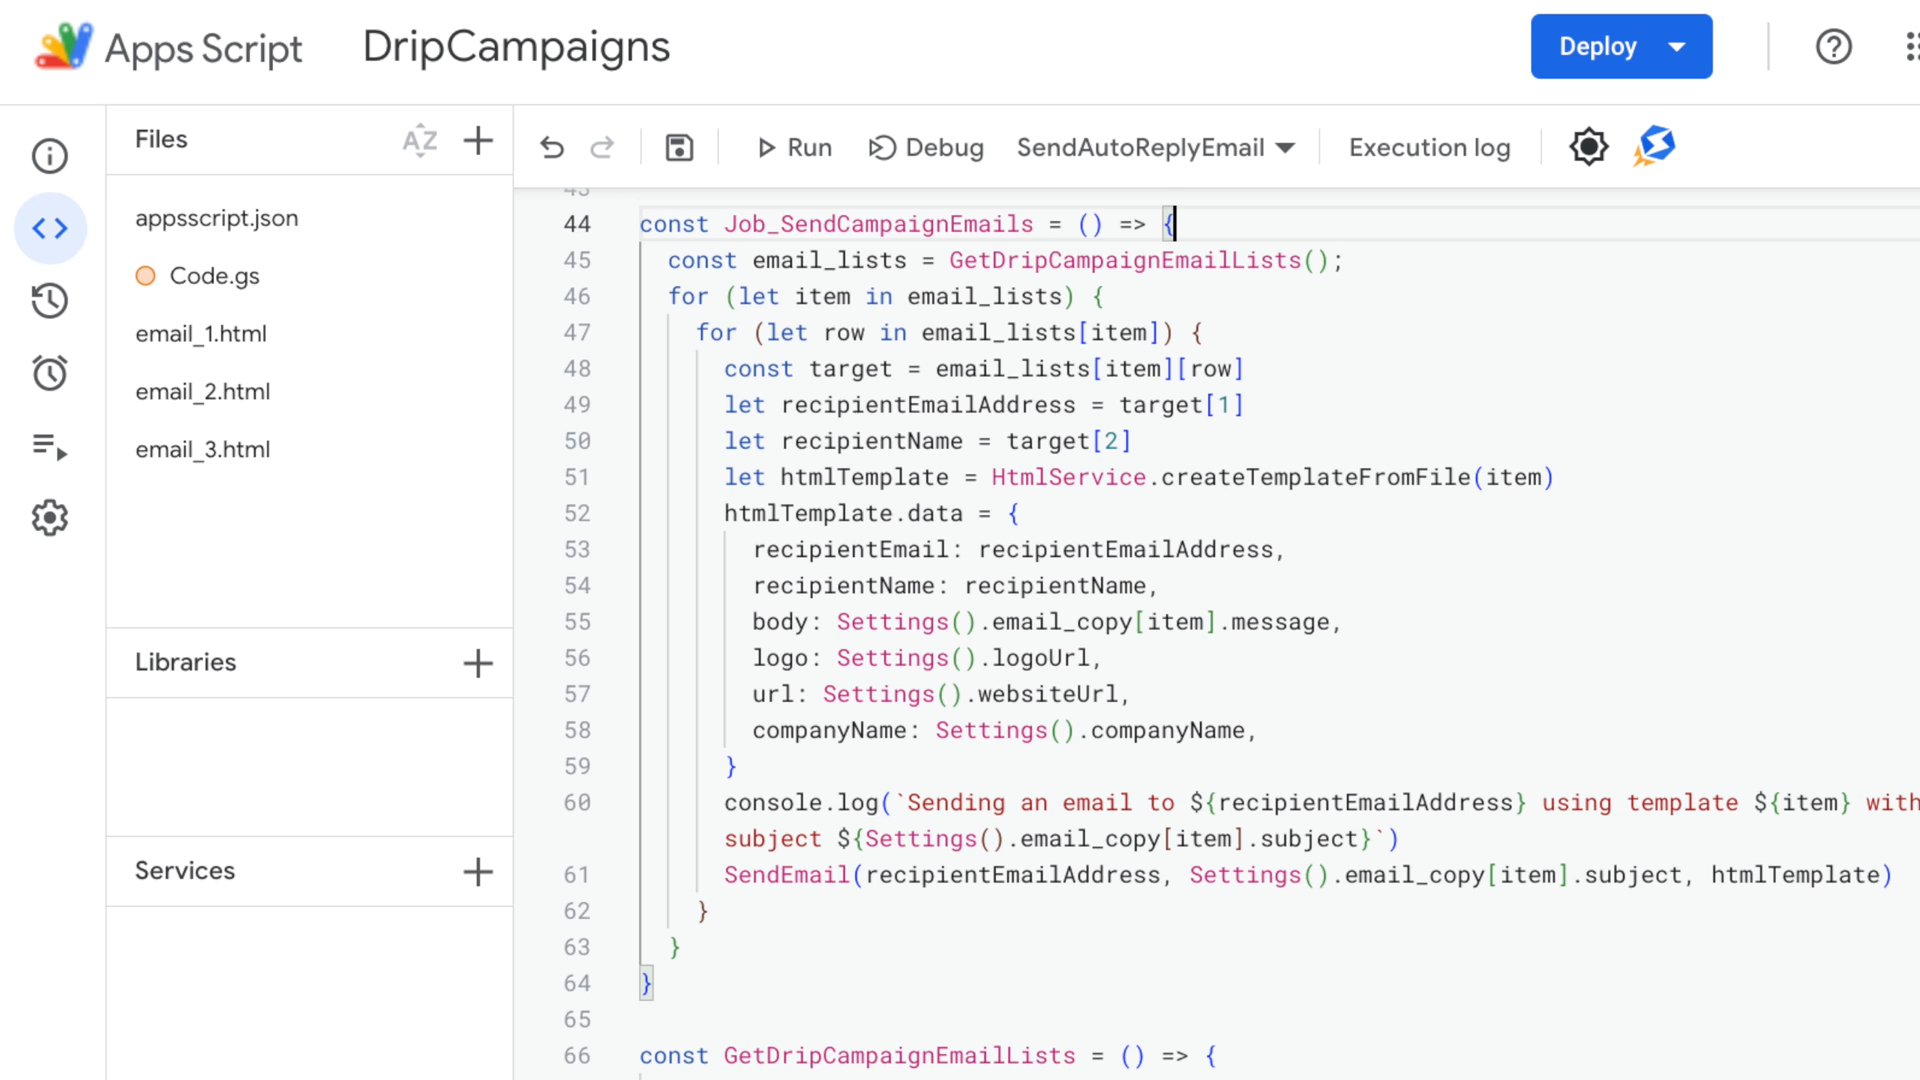 Apps Script
DripCampaigns
Deploy
Files
AZ
Run
Debug
SendAutoReplyEmail
Execution log
appsscript.json
Code.gs
email_1.html
email_2.html
email_3.html
Libraries
Services
43
44 const Job_SendCampaignEmails = () => {
45 const email_lists = GetDripCampaignEmailLists();
46 for (let item in email_lists) {
47 for (let row in email_lists[item]) {
48 const target = email_lists[item][row]
49 let recipientEmailAddress = target[1]
50 let recipientName = target[2]
51 let htmlTemplate = HtmlService.createTemplateFromFile(item)
52 htmlTemplate.data = {
53 recipientEmail: recipientEmailAddress,
54 recipientName: recipientName,
55 body: Settings().email_copy[item].message,
56 logo: Settings().logoUrl,
57 url: Settings().websiteUrl,
58 companyName: Settings().companyName,
59 }
60 console.log(`Sending an email to ${recipientEmailAddress} using template ${item} with
subject ${Settings().email_copy[item].subject}`)
61 SendEmail(recipientEmailAddress, Settings().email_copy[item].subject, htmlTemplate)
62 }
63 }
64 }
65
66 const GetDripCampaignEmailLists = () => {